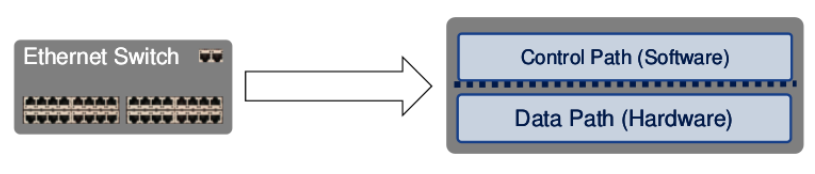 Ethernet Switch
Control Path (Software)
Data Path (Hardware)